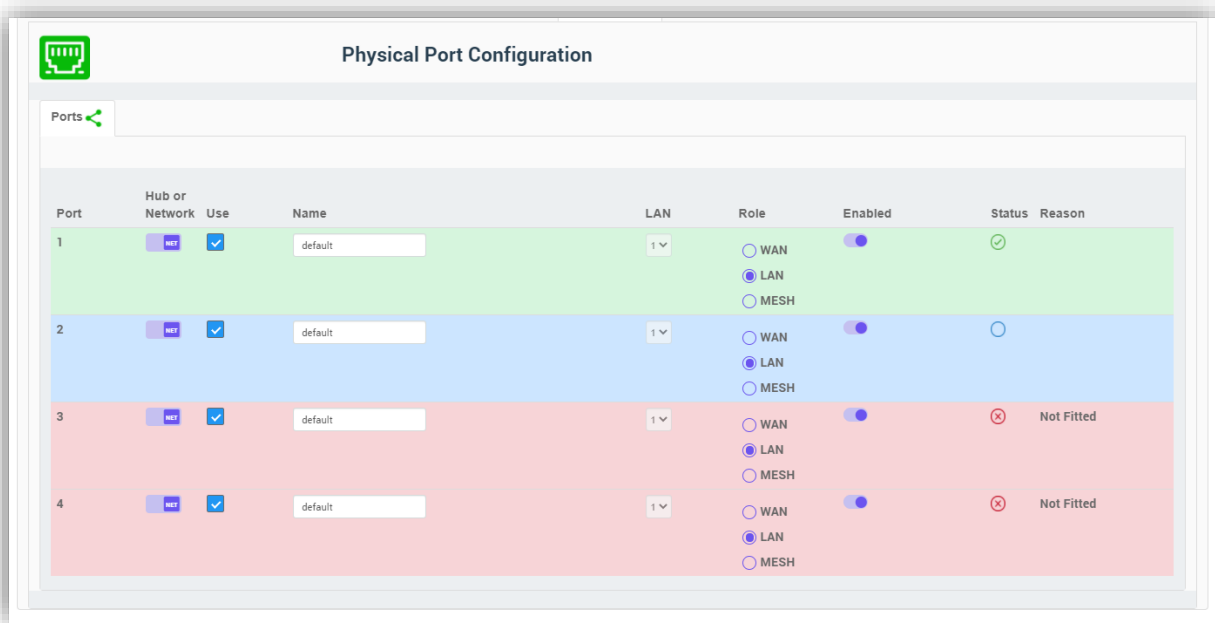 Physical Port Configuration
Ports
Hub or
Port Network Use Name LAN Role Enabled Status Reason
1 NET default 1 WAN
LAN
MESH
2 NET default 1 WAN
LAN
MESH
3 NET default 1 WAN Not Fitted
LAN
MESH
4 NET default 1 WAN Not Fitted
LAN
MESH